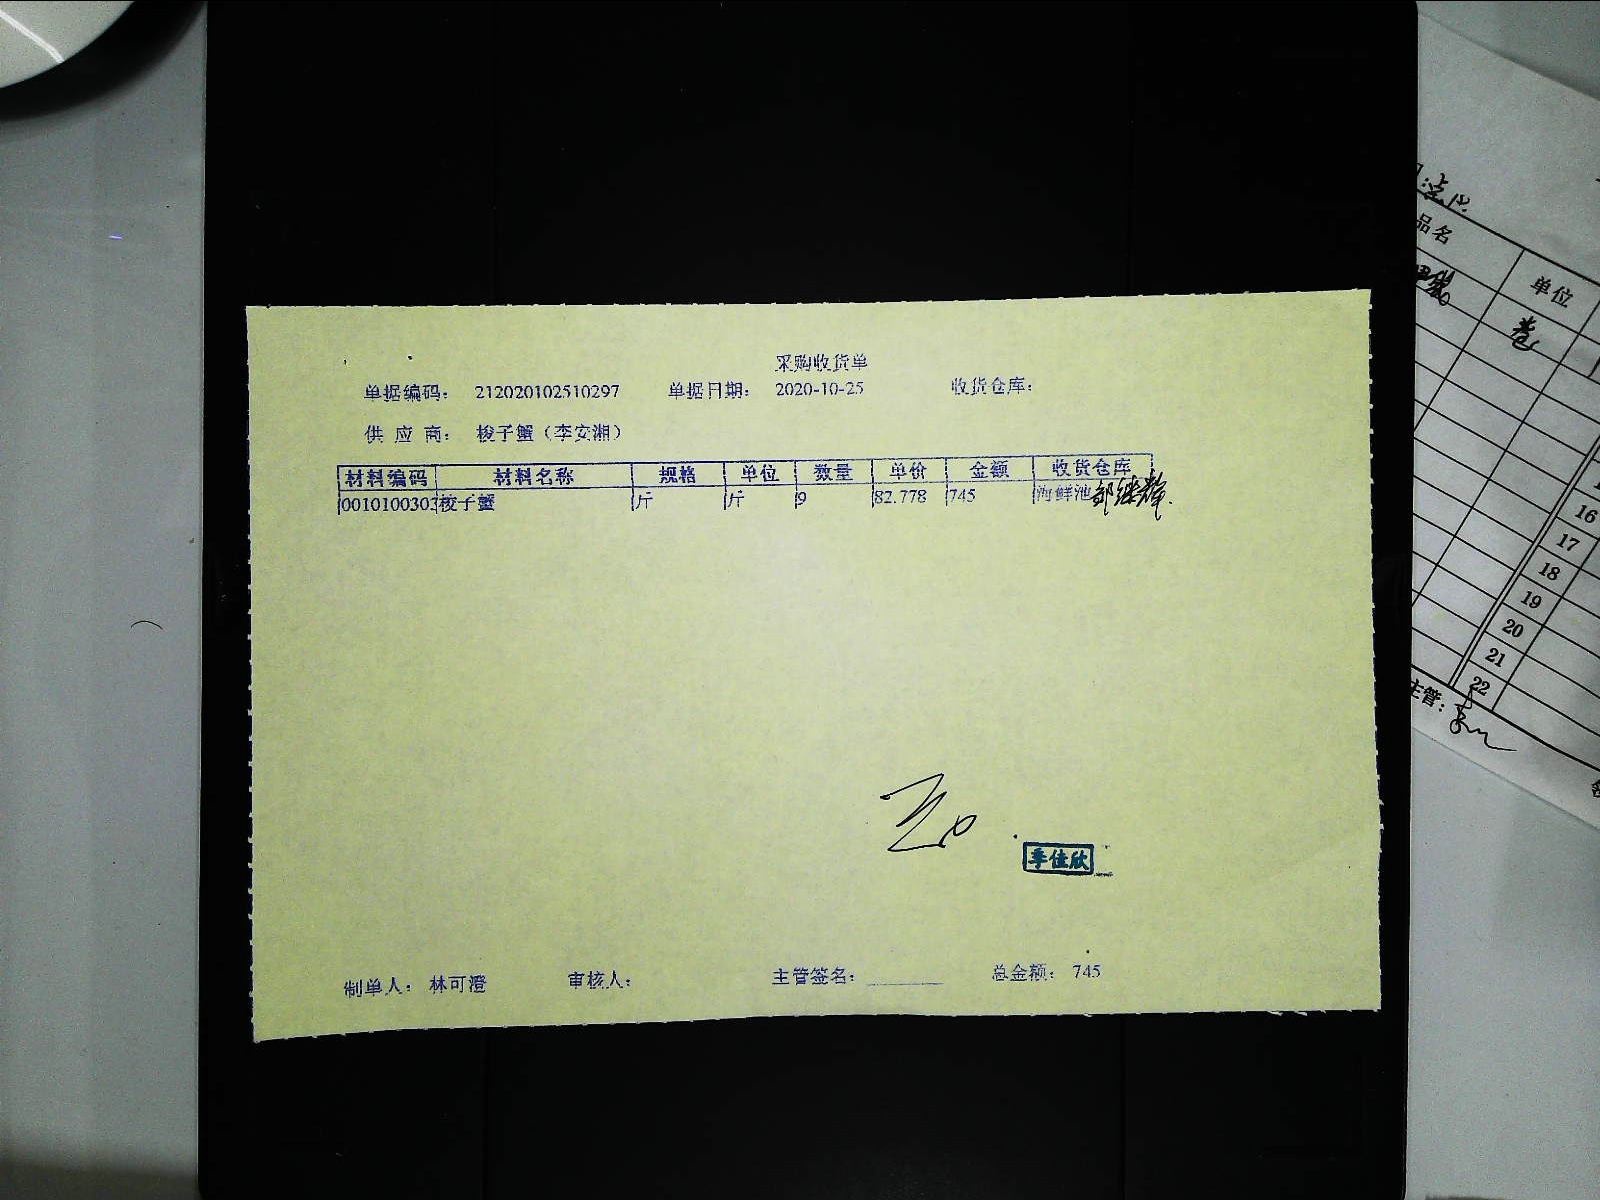 采购收货单
单据编码： 212020102510297 单据日期： 2020-10-25 收货仓库：
供 应 商： 梭子蟹（李安湘）
材料编码 材料名称 规格 单位 数量 单价 金额 收货仓库
0010100303 梭子蟹 斤 斤 9 82.778 745 海鲜池
季佳欣
制单人： 林可澄 审核人： 主管签名： 总金额： 745
品名 单位
卷
16
17
18
19
20
21
22
主管：